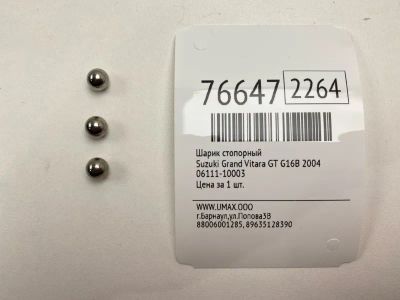 76647 2264
Шарик стопорный
Suzuki Grand Vitara GT G16B 2004
06111-10003
Цена за 1 шт.
WWW.UMAX.OOO
г.Барнаул,ул.Попова3В
88006001285, 89635128390